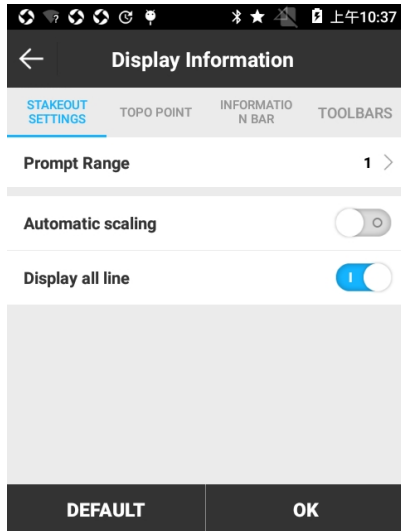 上午10:37
Display Information
STAKEOUT
SETTINGS
TOPO POINT
INFORMATIO
N BAR
TOOLBARS
Prompt Range
1
Automatic scaling
Display all line
DEFAULT
OK